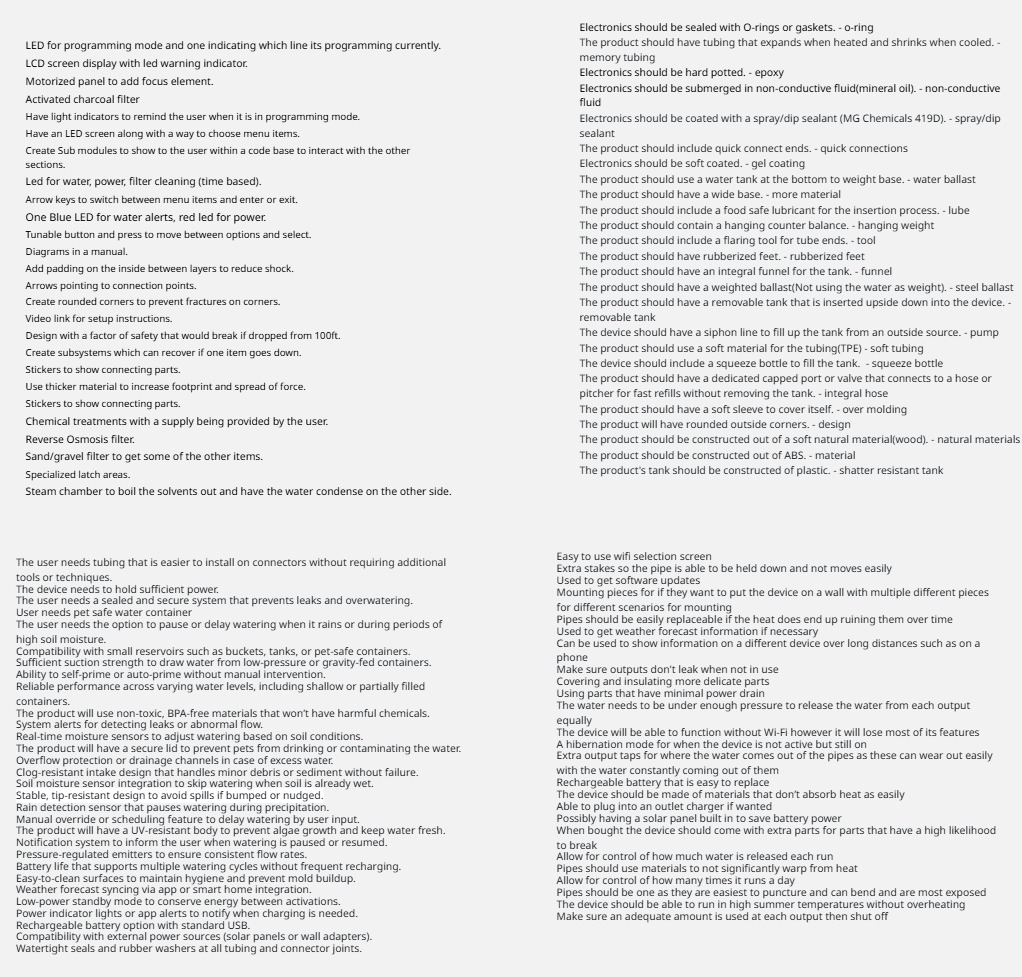 LED for programming mode and one indicating which line its programming currently.
LCD screen display with led warning indicator.
Motorized panel to add focus element.
Activated charcoal filter
Have light indicators to remind the user when it is in programming mode.
Have an LED screen along with a way to choose menu items.
Create Sub modules to show to the user within a code base to interact with the other
sections.
Led for water, power, filter cleaning (time based).
Arrow keys to switch between menu items and enter or exit.
One Blue LED for water alerts, red led for power.
Tunable button and press to move between options and select.
Diagrams in a manual.
Add padding on the inside between layers to reduce shock.
Arrows pointing to connection points.
Create rounded corners to prevent fractures on corners.
Video link for setup instructions.
Design with a factor of safety that would break if dropped from 100ft.
Create subsystems which can recover if one item goes down.
Stickers to show connecting parts.
Use thicker material to increase footprint and spread of force.
Stickers to show connecting parts.
Chemical treatments with a supply being provided by the user.
Reverse Osmosis filter.
Sand/gravel filter to get some of the other items.
Specialized latch areas.
Steam chamber to boil the solvents out and have the water condense on the other side.
Electronics should be sealed with O-rings or gaskets. - o-ring
The product should have tubing that expands when heated and shrinks when cooled. -
memory tubing
Electronics should be hard potted. - epoxy
Electronics should be submerged in non-conductive fluid(mineral oil). - non-conductive
fluid
Electronics should be coated with a spray/dip sealant (MG Chemicals 419D). - spray/dip
sealant
The product should include quick connect ends. - quick connections
Electronics should be soft coated. - gel coating
The product should use a water tank at the bottom to weight base. - water ballast
The product should have a wide base. - more material
The product should include a food safe lubricant for the insertion process. - lube
The product should contain a hanging counter balance. - hanging weight
The product should include a flaring tool for tube ends. - tool
The product should have rubberized feet. - rubberized feet
The product should have an integral funnel for the tank. - funnel
The product should have a weighted ballast(Not using the water as weight). - steel ballast
The product should have a removable tank that is inserted upside down into the device. -
removable tank
The device should have a siphon line to fill up the tank from an outside source. - pump
The product should use a soft material for the tubing(TPE) - soft tubing
The device should include a squeeze bottle to fill the tank.  - squeeze bottle
The product should have a dedicated capped port or valve that connects to a hose or
pitcher for fast refills without removing the tank. - integral hose
The product should have a soft sleeve to cover itself. - over molding
The product will have rounded outside corners. - design
The product should be constructed out of a soft natural material(wood). - natural materials
The product should be constructed out of ABS. - material
The product's tank should be constructed of plastic. - shatter resistant tank
The user needs tubing that is easier to install on connectors without requiring additional
tools or techniques.
The device needs to hold sufficient power.
The user needs a sealed and secure system that prevents leaks and overwatering.
User needs pet safe water container
The user needs the option to pause or delay watering when it rains or during periods of
high soil moisture.
Compatibility with small reservoirs such as buckets, tanks, or pet-safe containers.
Sufficient suction strength to draw water from low-pressure or gravity-fed containers.
Ability to self-prime or auto-prime without manual intervention.
Reliable performance across varying water levels, including shallow or partially filled
containers.
The product will use non-toxic, BPA-free materials that won't have harmful chemicals.
System alerts for detecting leaks or abnormal flow.
Real-time moisture sensors to adjust watering based on soil conditions.
The product will have a secure lid to prevent pets from drinking or contaminating the water.
Overflow protection or drainage channels in case of excess water.
Clog-resistant intake design that handles minor debris or sediment without failure.
Soil moisture sensor integration to skip watering when soil is already wet.
Stable, tip-resistant design to avoid spills if bumped or nudged.
Rain detection sensor that pauses watering during precipitation.
Manual override or scheduling feature to delay watering by user input.
The product will have a UV-resistant body to prevent algae growth and keep water fresh.
Notification system to inform the user when watering is paused or resumed.
Pressure-regulated emitters to ensure consistent flow rates.
Battery life that supports multiple watering cycles without frequent recharging.
Easy-to-clean surfaces to maintain hygiene and prevent mold buildup.
Weather forecast syncing via app or smart home integration.
Low-power standby mode to conserve energy between activations.
Power indicator lights or app alerts to notify when charging is needed.
Rechargeable battery option with standard USB.
Compatibility with external power sources (solar panels or wall adapters).
Watertight seals and rubber washers at all tubing and connector joints.
Easy to use wifi selection screen
Extra stakes so the pipe is able to be held down and not moves easily
Used to get software updates
Mounting pieces for if they want to put the device on a wall with multiple different pieces
for different scenarios for mounting
Pipes should be easily replaceable if the heat does end up ruining them over time
Used to get weather forecast information if necessary
Can be used to show information on a different device over long distances such as on a
phone
Make sure outputs don't leak when not in use
Covering and insulating more delicate parts
Using parts that have minimal power drain
The water needs to be under enough pressure to release the water from each output
equally
The device will be able to function without Wi-Fi however it will lose most of its features
A hibernation mode for when the device is not active but still on
Extra output taps for where the water comes out of the pipes as these can wear out easily
with the water constantly coming out of them
Rechargeable battery that is easy to replace
The device should be made of materials that don't absorb heat as easily
Able to plug into an outlet charger if wanted
Possibly having a solar panel built in to save battery power
When bought the device should come with extra parts for parts that have a high likelihood
to break
Allow for control of how much water is released each run
Pipes should use materials to not significantly warp from heat
Allow for control of how many times it runs a day
Pipes should be one as they are easiest to puncture and can bend and are most exposed
The device should be able to run in high summer temperatures without overheating
Make sure an adequate amount is used at each output then shut off